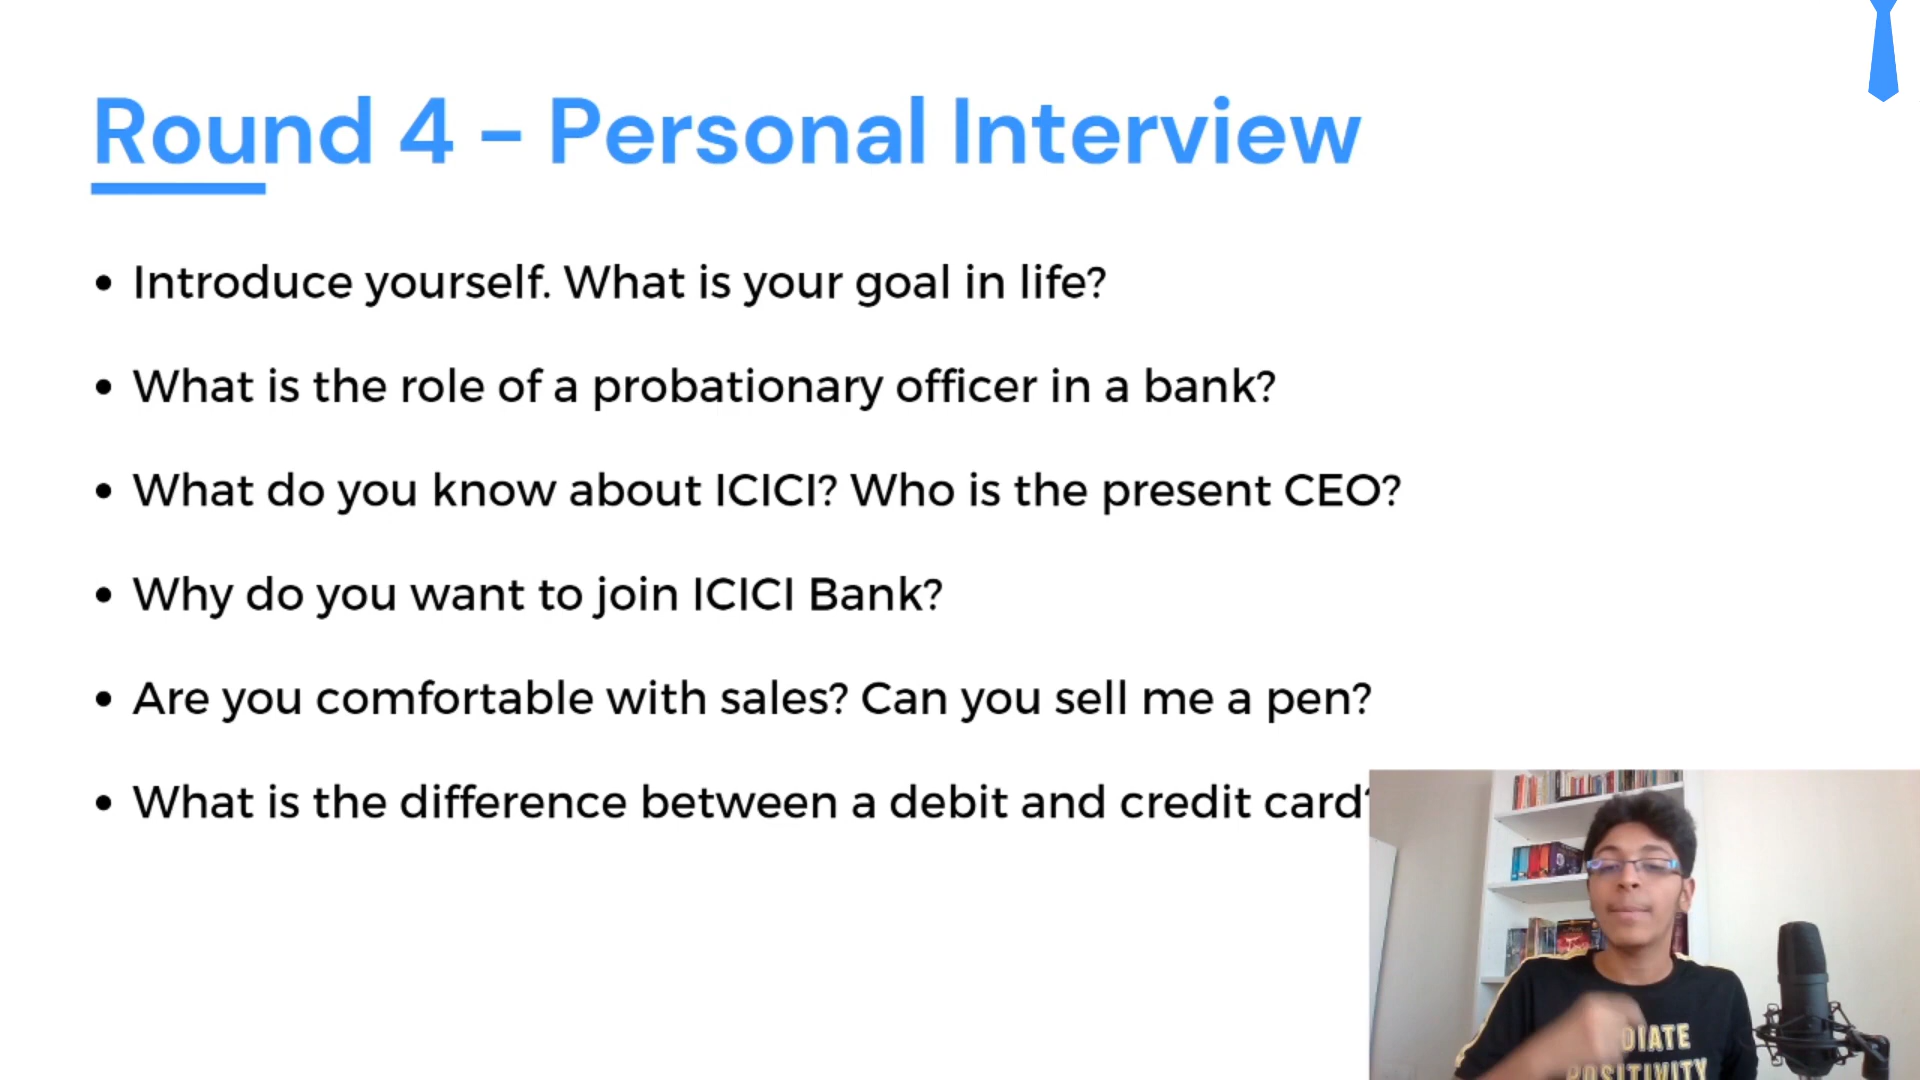 Round 4 - Personal Interview
• Introduce yourself. What is your goal in life?
• What is the role of a probationary officer in a bank?
• What do you know about ICICI? Who is the present CEO?
• Why do you want to join ICICI Bank?
• Are you comfortable with sales? Can you sell me a pen?
• What is the difference between a debit and credit card?
DIATE
POSITIVITY